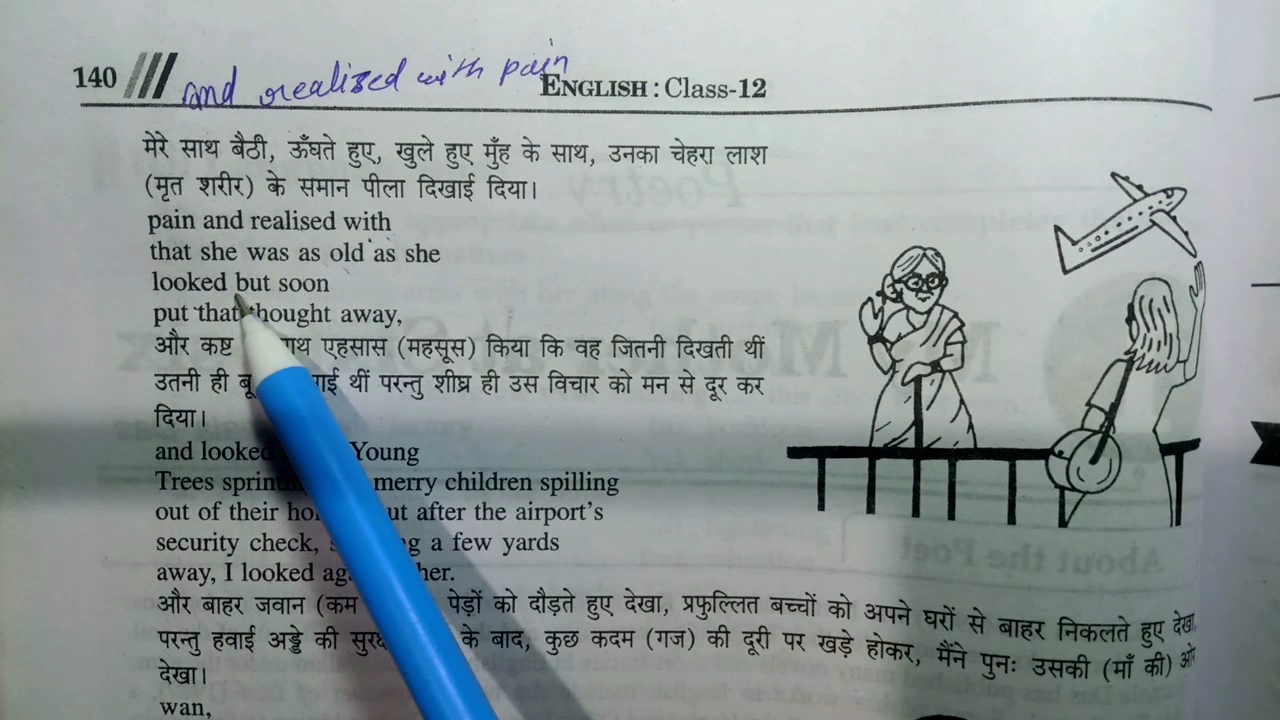 140 and realized with pain ENGLISH : Class-12
मेरे साथ बैठी, ऊँघते हुए, खुले हुए मुँह के साथ, उनका चेहरा लाश
(मृत शरीर) के समान पीला दिखाई दिया।
pain and realised with
that she was as old as she
looked but soon
put that thought away,
और कष्ट एहसास (महसूस) किया कि वह जितनी दिखती थीं
उतनी ही थीं परन्तु शीघ्र ही उस विचार को मन से दूर कर
दिया।
and looked Young
Trees merry children spilling
out of their after the airport's
security check, a few yards
away, I looked her.
और बाहर जवान (कम पेड़ों को दौड़ते हुए देखा, प्रफुल्लित बच्चों को अपने घरों से बाहर निकलते हुए देखा,
परन्तु हवाई अड्डे की के बाद, कुछ कदम (गज) की दूरी पर खड़े होकर, मैंने पुनः उसकी (माँ की) ओर
देखा।
wan,